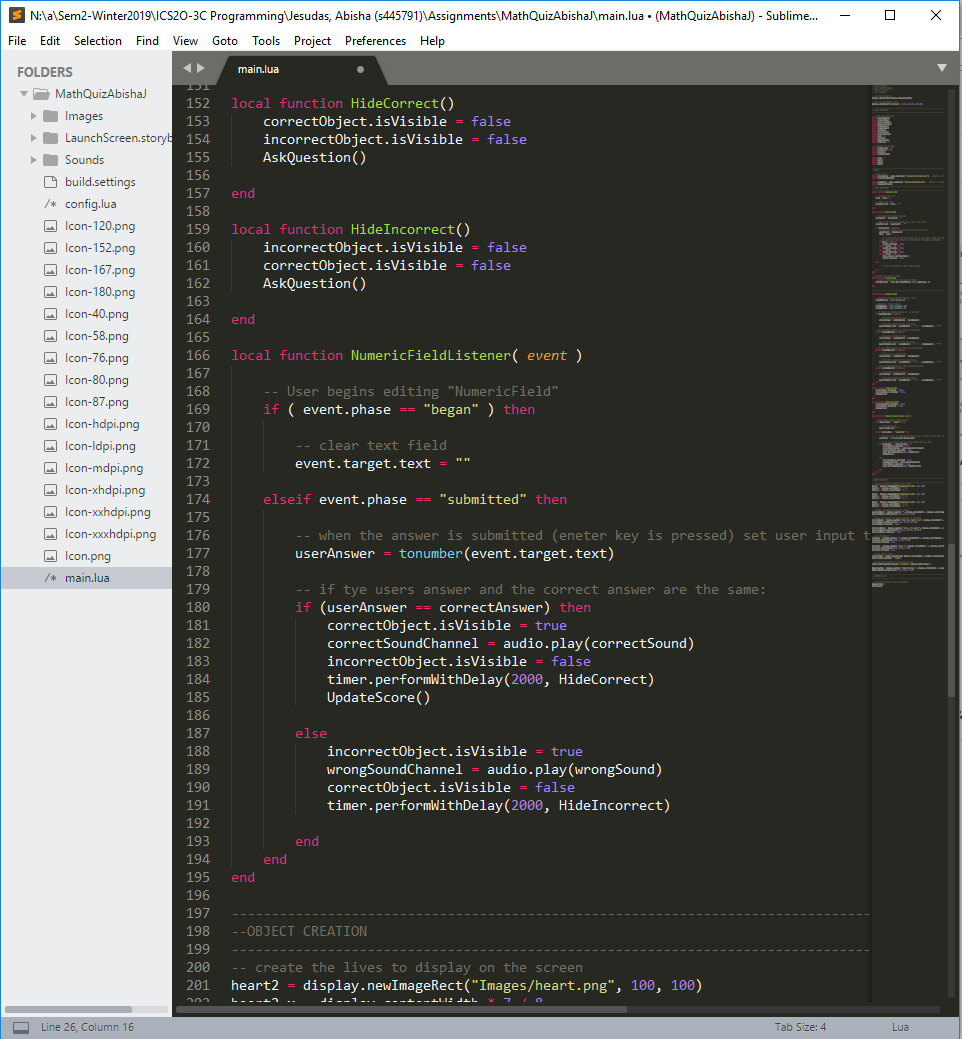 N:\a\Sem2-Winter2019\ICS2O-3C Programming\Jesudas, Abisha (s445791)\Assignments\MathQuizAbishaJ\main.lua • (MathQuizAbishaJ) - Sublime...
File Edit Selection Find View Goto Tools Project Preferences Help
FOLDERS
MathQuizAbishaJ
Images
LaunchScreen.storyb
Sounds
build.settings
/* config.lua
Icon-120.png
Icon-152.png
Icon-167.png
Icon-180.png
Icon-40.png
Icon-58.png
Icon-76.png
Icon-80.png
Icon-87.png
Icon-hdpi.png
Icon-ldpi.png
Icon-mdpi.png
Icon-xhdpi.png
Icon-xxhdpi.png
Icon-xxxhdpi.png
Icon.png
/* main.lua
main.lua
151
152 local function HideCorrect()
153 correctObject.isVisible = false
154 incorrectObject.isVisible = false
155 AskQuestion()
156
157 end
158
159 local function HideIncorrect()
160 incorrectObject.isVisible = false
161 correctObject.isVisible = false
162 AskQuestion()
163
164 end
165
166 local function NumericFieldListener( event )
167
168 -- User begins editing "NumericField"
169 if ( event.phase == "began" ) then
170
171 -- clear text field
172 event.target.text = ""
173
174 elseif event.phase == "submitted" then
175
176 -- when the answer is submitted (eneter key is pressed) set user input t
177 userAnswer = tonumber(event.target.text)
178
179 -- if tye users answer and the correct answer are the same:
180 if (userAnswer == correctAnswer) then
181 correctObject.isVisible = true
182 correctSoundChannel = audio.play(correctSound)
183 incorrectObject.isVisible = false
184 timer.performWithDelay(2000, HideCorrect)
185 UpdateScore()
186
187 else
188 incorrectObject.isVisible = true
189 wrongSoundChannel = audio.play(wrongSound)
190 correctObject.isVisible = false
191 timer.performWithDelay(2000, HideIncorrect)
192
193 end
194 end
195 end
196
197 --------------------------------------------------------------------------------
198 --OBJECT CREATION
199 --------------------------------------------------------------------------------
200 -- create the lives to display on the screen
201 heart2 = display.newImageRect("Images/heart.png", 100, 100)
202 heart2.x = display.contentWidth * 7 / 8
Line 26, Column 16
Tab Size: 4
Lua